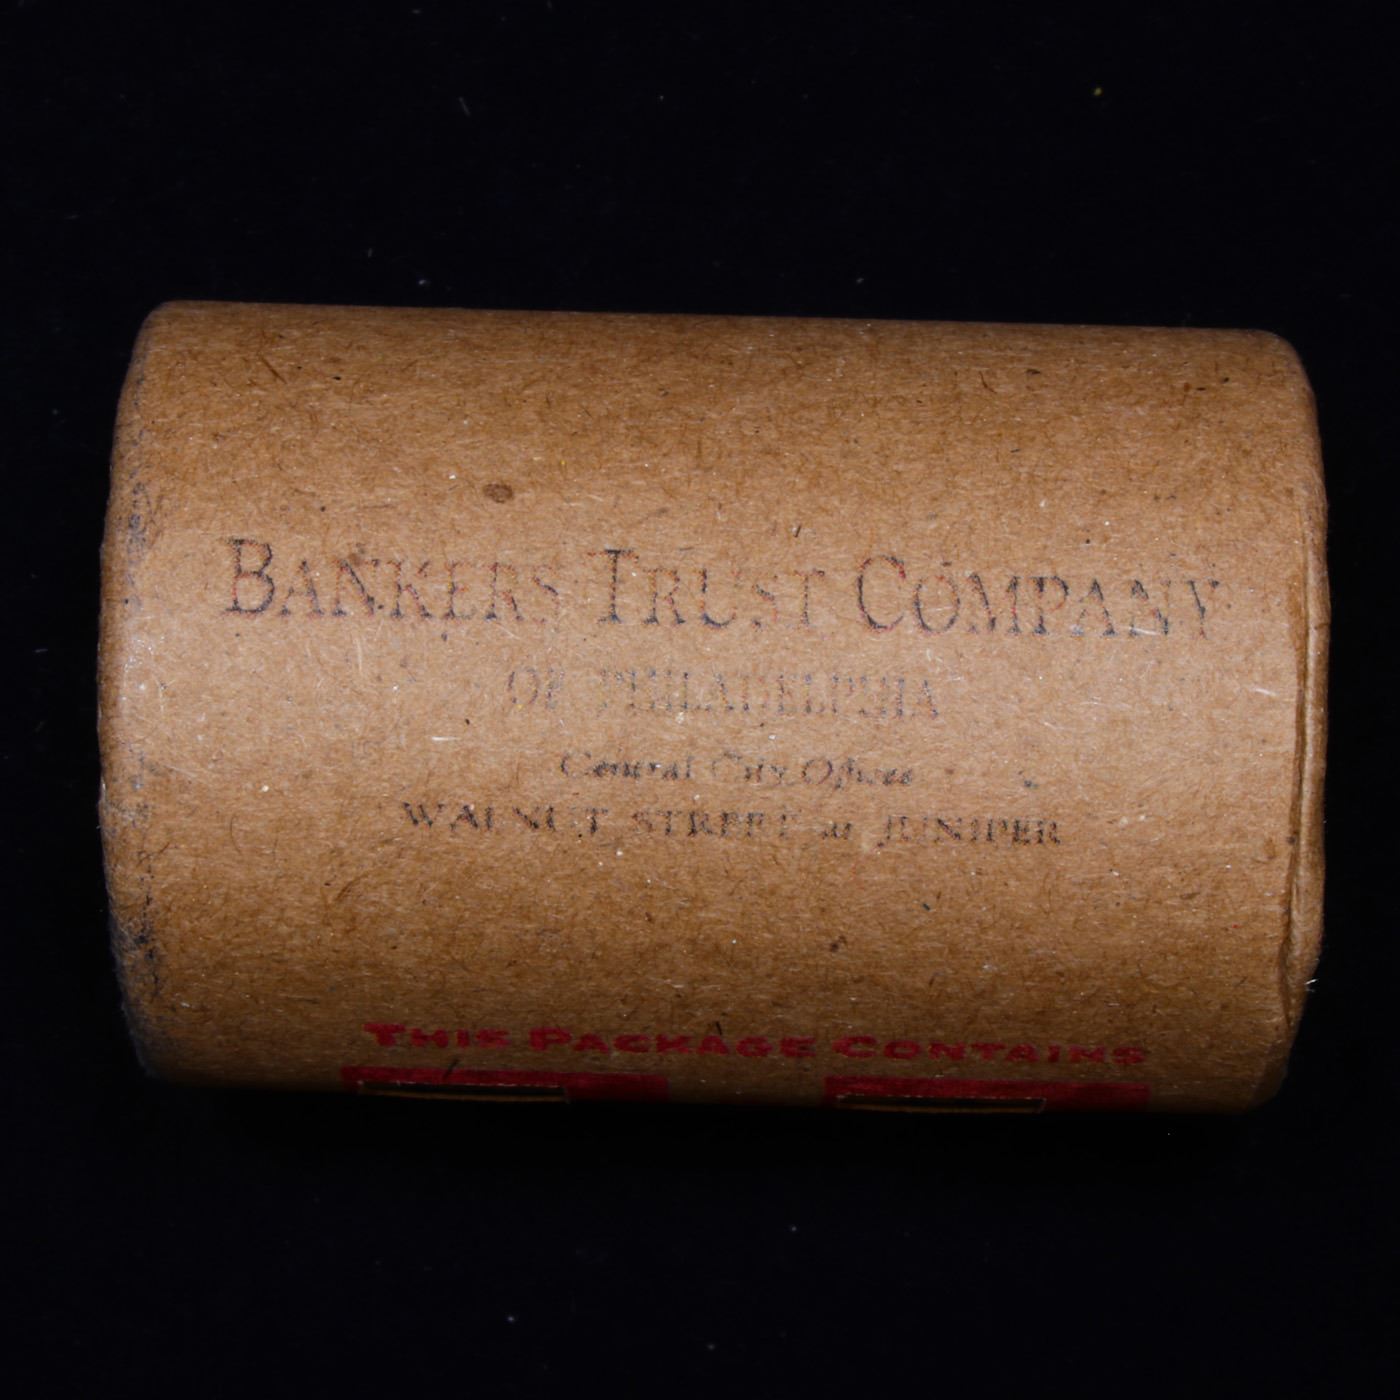 BANKERS TRUST COMPANY
OF PHILADELPHIA
Central City Offices
WALNUT STREET at JUNIPER
THIS PACKAGE CONTAINS